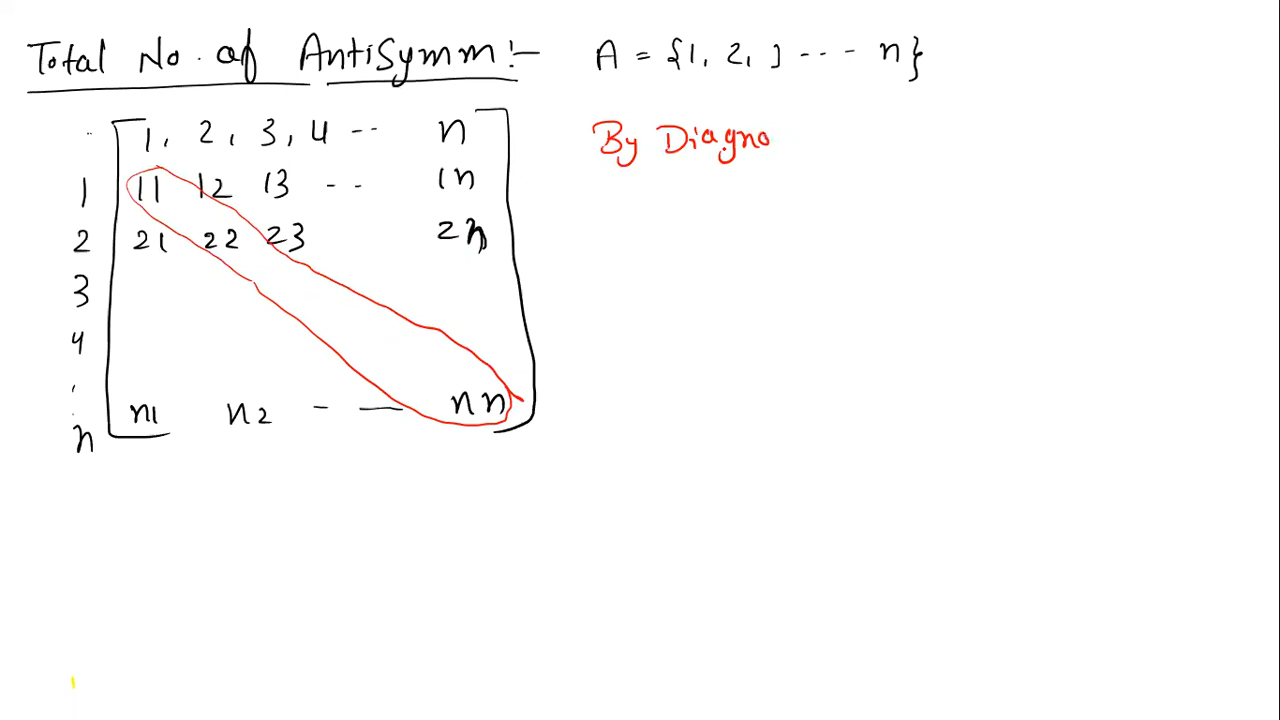 Total No. of AntiSymm :-
A = {1, 2, ] --- n}
By Diagno
1, 2, 3, 4 -- n
1 11 12 13 -- 1n
2 21 22 23 2n
3
4
.
.
n n1 n2 - — nn